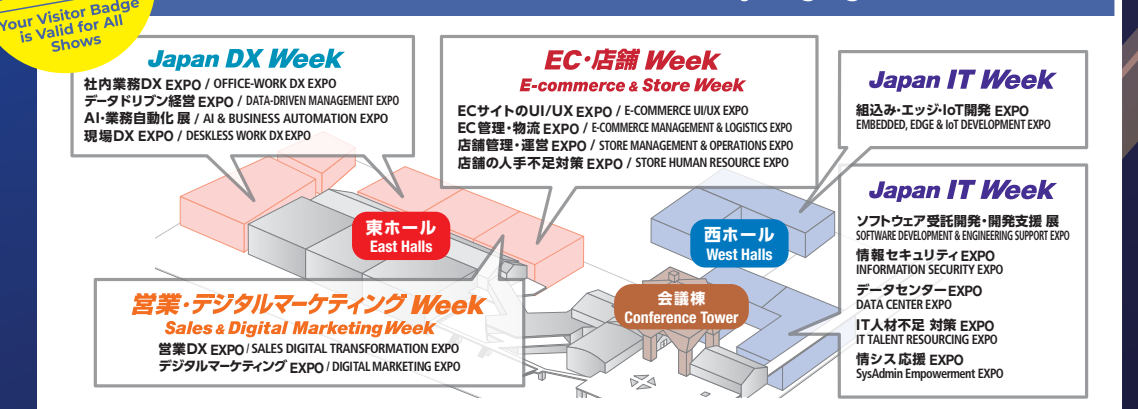 Your Visitor Badge
is Valid for All
Shows
Japan DX Week
社内業務DX EXPO / OFFICE-WORK DX EXPO
データドリブン経営 EXPO / DATA-DRIVEN MANAGEMENT EXPO
AI・業務自動化 展 / AI & BUSINESS AUTOMATION EXPO
現場DX EXPO / DESKLESS WORK DX EXPO
EC・店舗 Week
E-commerce & Store Week
ECサイトのUI/UX EXPO / E-COMMERCE UI/UX EXPO
EC管理・物流 EXPO / E-COMMERCE MANAGEMENT & LOGISTICS EXPO
店舗管理・運営 EXPO / STORE MANAGEMENT & OPERATIONS EXPO
店舗の人手不足対策 EXPO / STORE HUMAN RESOURCE EXPO
Japan IT Week
組込み・エッジ・IoT開発 EXPO
EMBEDDED, EDGE & IoT DEVELOPMENT EXPO
東ホール
East Halls
西ホール
West Halls
会議棟
Conference Tower
営業・デジタルマーケティング Week
Sales & Digital Marketing Week
営業DX EXPO / SALES DIGITAL TRANSFORMATION EXPO
デジタルマーケティング EXPO / DIGITAL MARKETING EXPO
Japan IT Week
ソフトウェア受託開発・開発支援 展
SOFTWARE DEVELOPMENT & ENGINEERING SUPPORT EXPO
情報セキュリティ EXPO
INFORMATION SECURITY EXPO
データセンター EXPO
DATA CENTER EXPO
IT人材不足 対策 EXPO
IT TALENT RESOURCING EXPO
情シス応援 EXPO
SysAdmin Empowerment EXPO